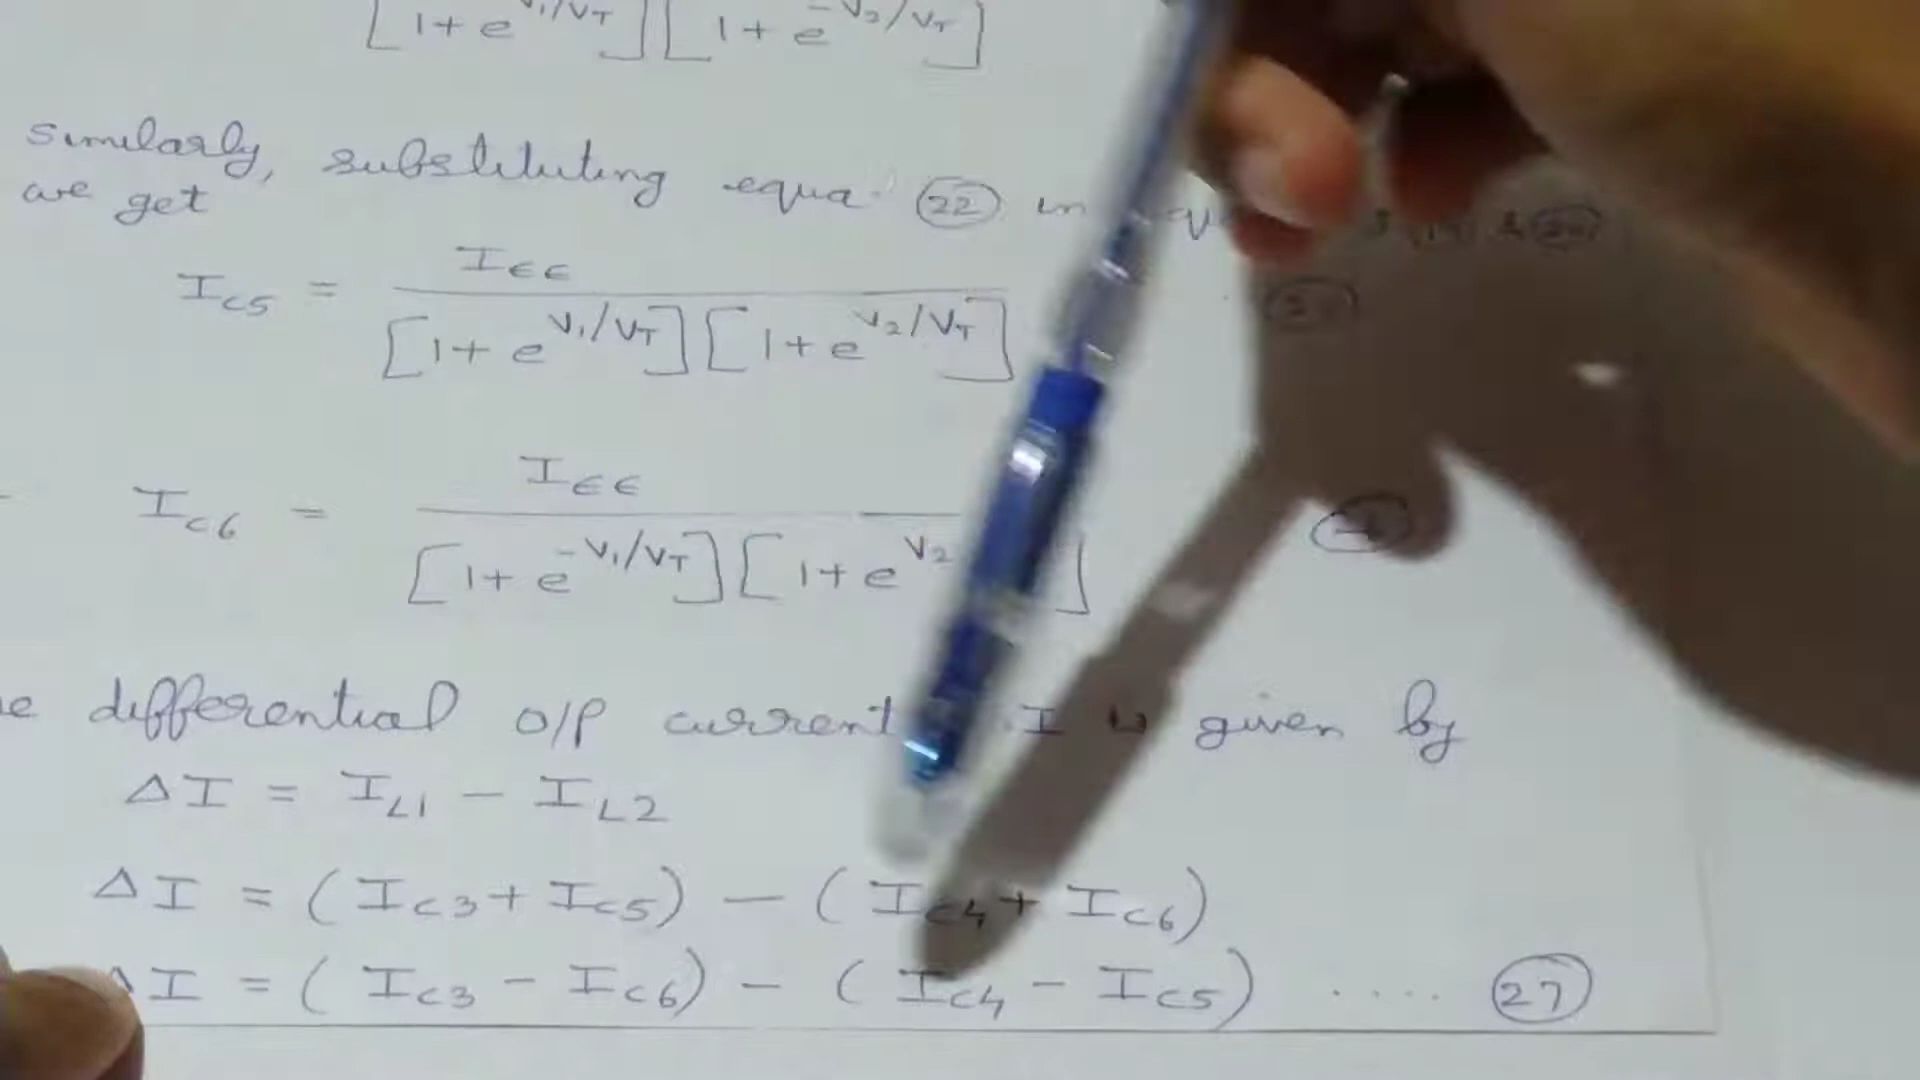 [1+ e^V1/VT][1+ e^-V2/VT]
similarly, substituting equa. (22) in
we get
IC5 = IEE / [1+ e^V1/VT][1+e^V2/VT]
IC6 = IEE / [1+ e^-V1/VT][1+e^V2 ]
differential O/P current I is given by
ΔI = IL1 - IL2
ΔI = (IC3 + IC5) - (IC4 + IC6)
ΔI = (IC3 - IC6) - (IC4 - IC5) .... (27)